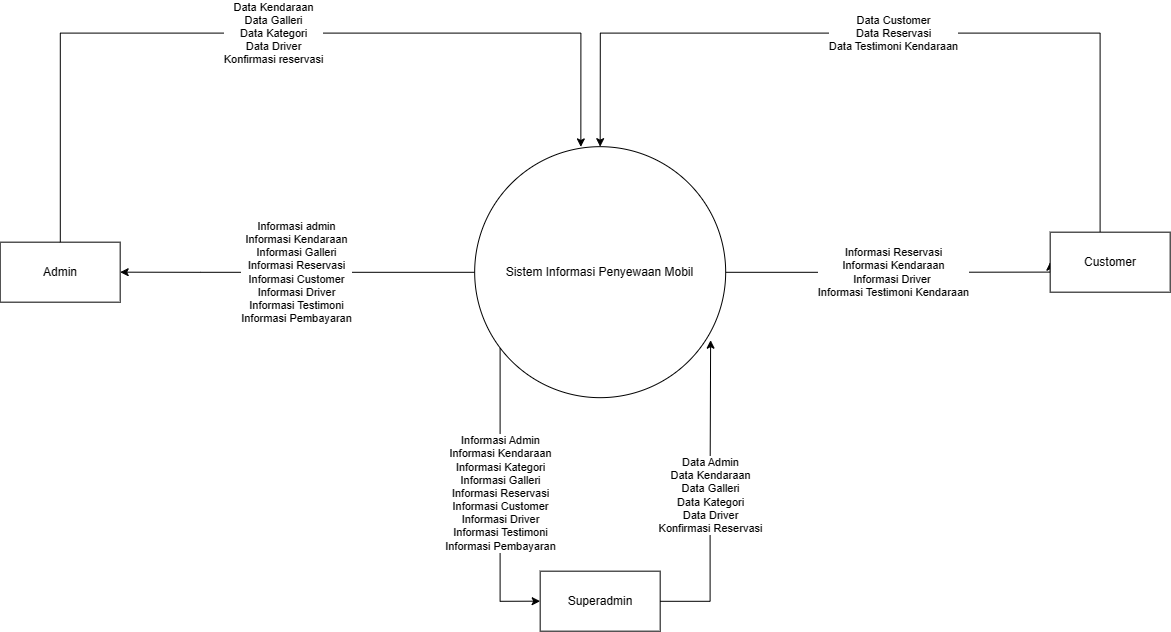 Data Kendaraan
Data Galleri
Data Kategori
Data Driver
Konfirmasi reservasi
Data Customer
Data Reservasi
Data Testimoni Kendaraan
Informasi admin
Informasi Kendaraan
Informasi Galleri
Informasi Reservasi
Informasi Customer
Informasi Driver
Informasi Testimoni
Informasi Pembayaran
Admin
Sistem Informasi Penyewaan Mobil
Informasi Reservasi
Informasi Kendaraan
Informasi Driver
Informasi Testimoni Kendaraan
Customer
Informasi Admin
Informasi Kendaraan
Informasi Kategori
Informasi Galleri
Informasi Reservasi
Informasi Customer
Informasi Driver
Informasi Testimoni
Informasi Pembayaran
Data Admin
Data Kendaraan
Data Galleri
Data Kategori
Data Driver
Konfirmasi Reservasi
Superadmin